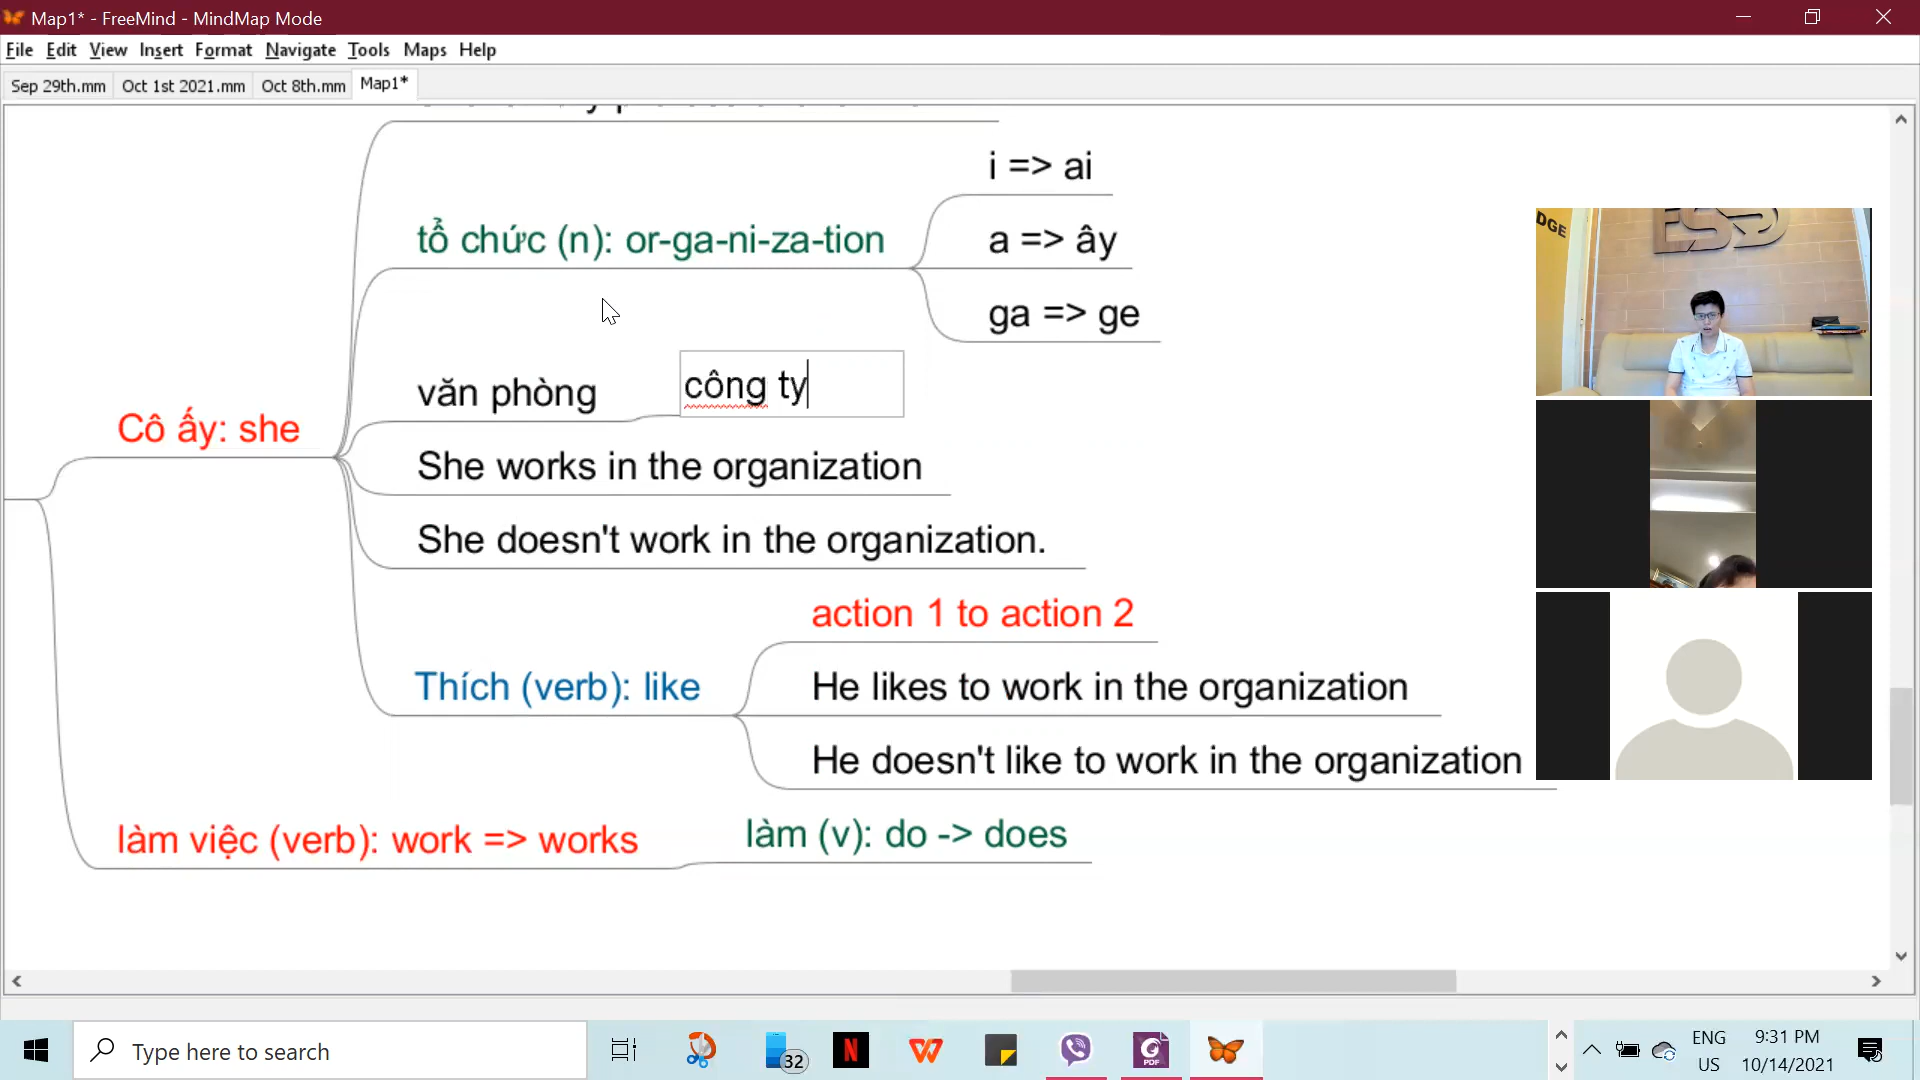 Map1* - FreeMind - MindMap Mode
File Edit View Insert Format Navigate Tools Maps Help
Sep 29th.mm Oct 1st 2021.mm Oct 8th.mm Map1*
i => ai
tổ chức (n): or-ga-ni-za-tion
a => ây
ga => ge
văn phòng
công ty
Cô ấy: she
She works in the organization
She doesn't work in the organization.
action 1 to action 2
Thích (verb): like
He likes to work in the organization
He doesn't like to work in the organization
làm việc (verb): work => works
làm (v): do -> does
DGE
ESD
Type here to search
32
N
W
PDF
ENG
US
9:31 PM
10/14/2021